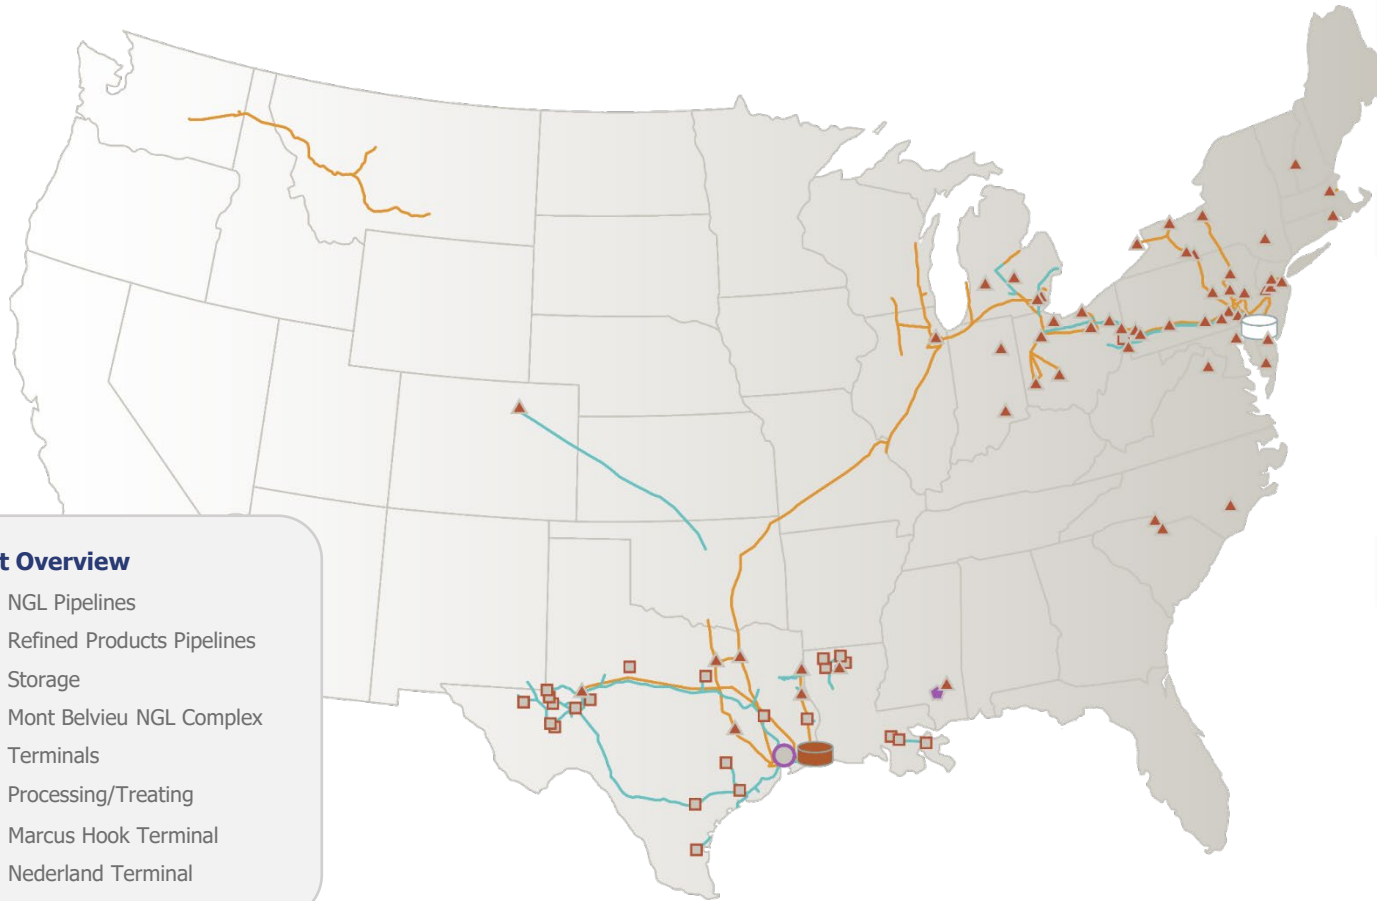 t Overview
NGL Pipelines
Refined Products Pipelines
Storage
Mont Belvieu NGL Complex
Terminals
Processing/Treating
Marcus Hook Terminal
Nederland Terminal